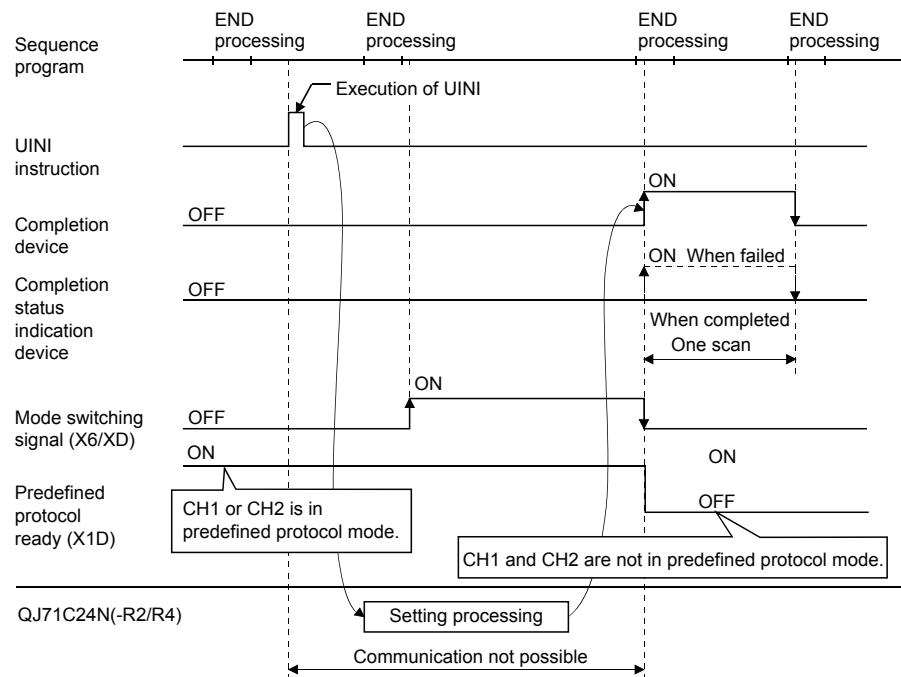 END
processing
END
processing
END
processing
END
processing
Sequence
program
Execution of UINI
UINI
instruction
ON
OFF
Completion
device
ON When failed
Completion
status
indication
device
OFF
When completed
One scan
ON
Mode switching
signal (X6/XD)
OFF
ON
ON
Predefined
protocol
ready (X1D)
CH1 or CH2 is in
predefined protocol mode.
OFF
CH1 and CH2 are not in predefined protocol mode.
QJ71C24N(-R2/R4)
Setting processing
Communication not possible